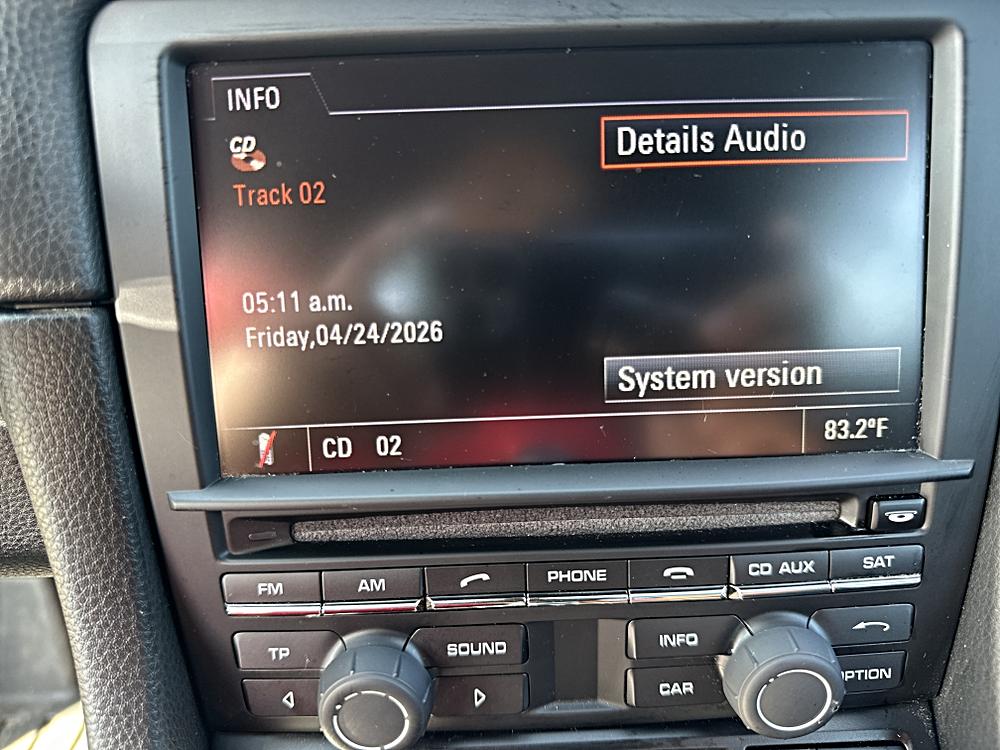 INFO
CD
Details Audio
Track 02
05:11 a.m.
Friday,04/24/2026
System version
CD 02
83.2ºF
FM
AM
PHONE
CD AUX
SAT
TP
SOUND
INFO
CAR
OPTION